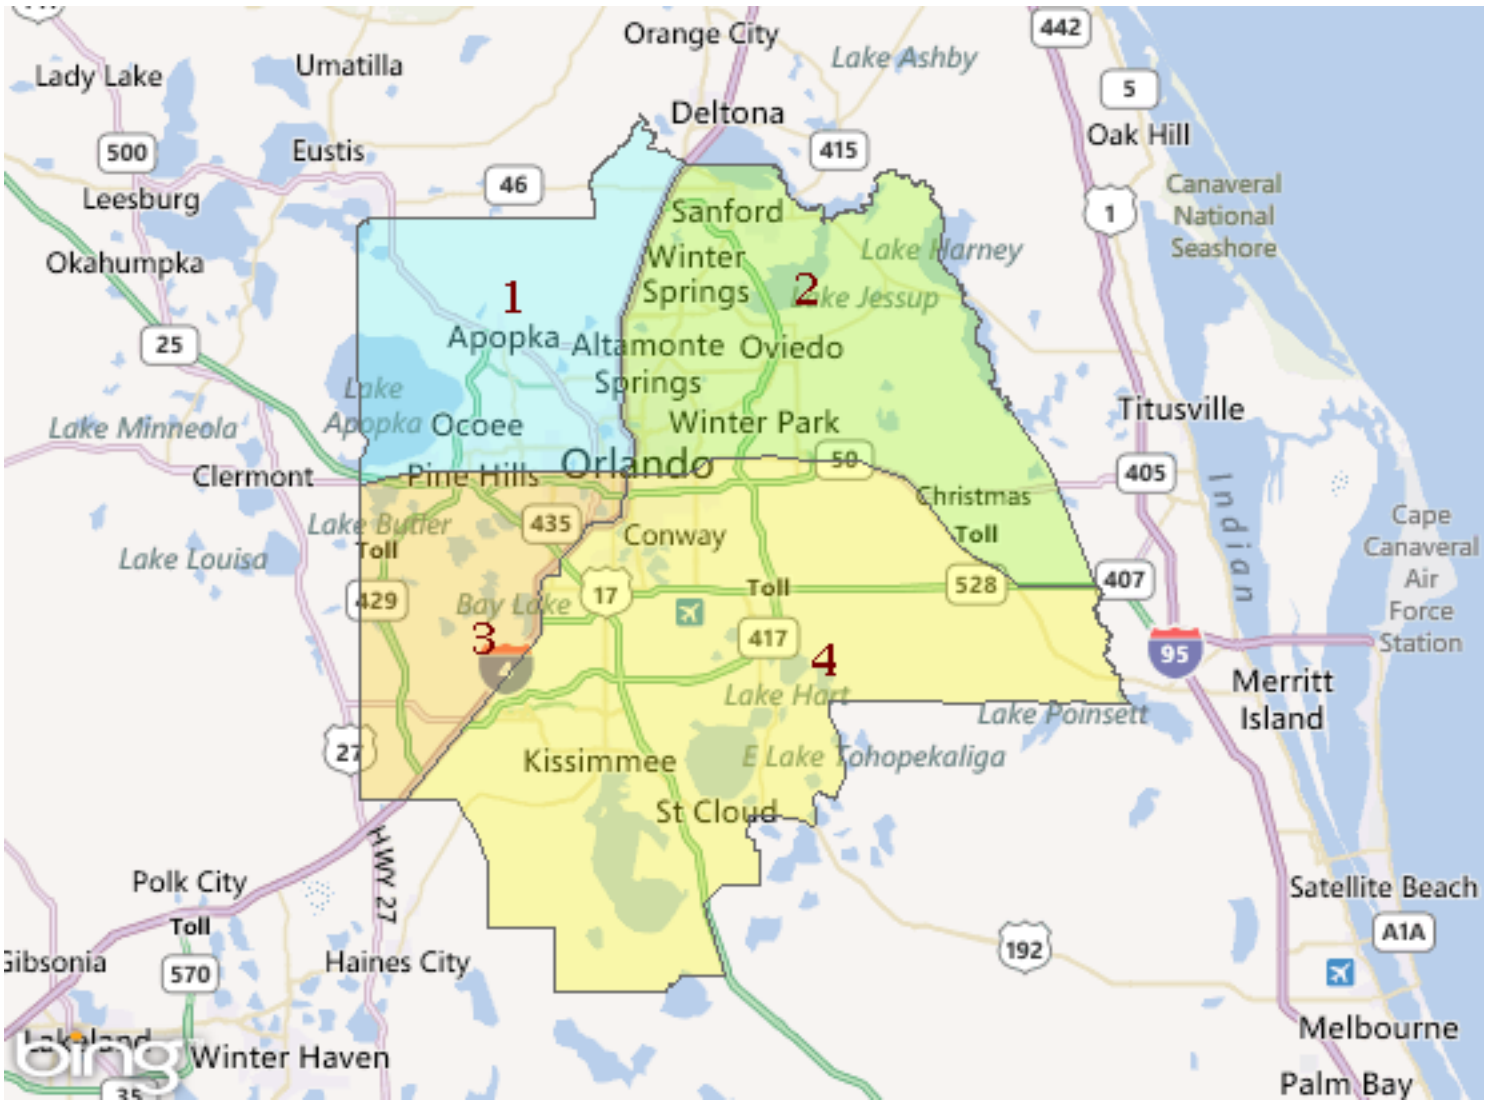 442
Orange City
Lake Ashby
Umatilla
Lady Lake
5
Deltona
Oak Hill
500
Eustis
415
46
Canaveral
National
Seashore
Leesburg
Sanford
1
Okahumpka
Winter
Springs
Lake Harney
2
Lake Jessup
1
25
Apopka
Altamonte
Springs
Oviedo
Lake
Apopka
Titusville
Lake Minneola
Ocoee
Winter Park
Orlando
50
Clermont
Pine Hills
405
Indian
Christmas
Toll
Lake Butler
435
Conway
Cape
Canaveral
Air
Force
Station
Toll
Lake Louisa
429
Bay Lake
17
Toll
528
407
3
4
417
4
95
Lake Hart
Lake Poinsett
Merritt
Island
27
Kissimmee
E Lake Tohopekaliga
St Cloud
HWY 27
Polk City
Satellite Beach
Toll
A1A
192
Gibsonia
570
Haines City
Lakeland
bing
Winter Haven
Melbourne
35
Palm Bay